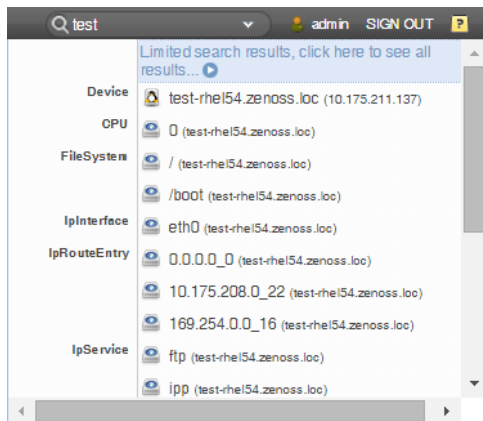 test admin SIGN OUT ?
Limited search results, click here to see all
results...
Device test-rhel54.zenoss.loc (10.175.211.137)
CPU 0 (test-rhel54.zenoss.loc)
FileSystem / (test-rhel54.zenoss.loc)
/boot (test-rhel54.zenoss.loc)
IpInterface eth0 (test-rhel54.zenoss.loc)
IpRouteEntry 0.0.0.0_0 (test-rhel54.zenoss.loc)
10.175.208.0_22 (test-rhel54.zenoss.loc)
169.254.0.0_16 (test-rhel54.zenoss.loc)
IpService ftp (test-rhel54.zenoss.loc)
ipp (test-rhel54.zenoss.loc)